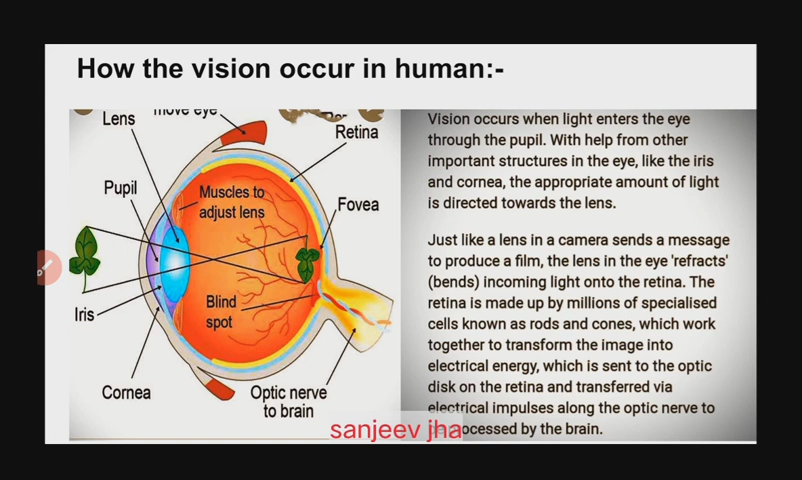 How the vision occur in human:-
move eye
Lens
Retina
Pupil
Muscles to
adjust lens
Fovea
Blind
spot
Iris
Cornea
Optic nerve
to brain
Vision occurs when light enters the eye
through the pupil. With help from other
important structures in the eye, like the iris
and cornea, the appropriate amount of light
is directed towards the lens.
Just like a lens in a camera sends a message
to produce a film, the lens in the eye 'refracts'
(bends) incoming light onto the retina. The
retina is made up by millions of specialised
cells known as rods and cones, which work
together to transform the image into
electrical energy, which is sent to the optic
disk on the retina and transferred via
electrical impulses along the optic nerve to
processed by the brain.
sanjeev jha